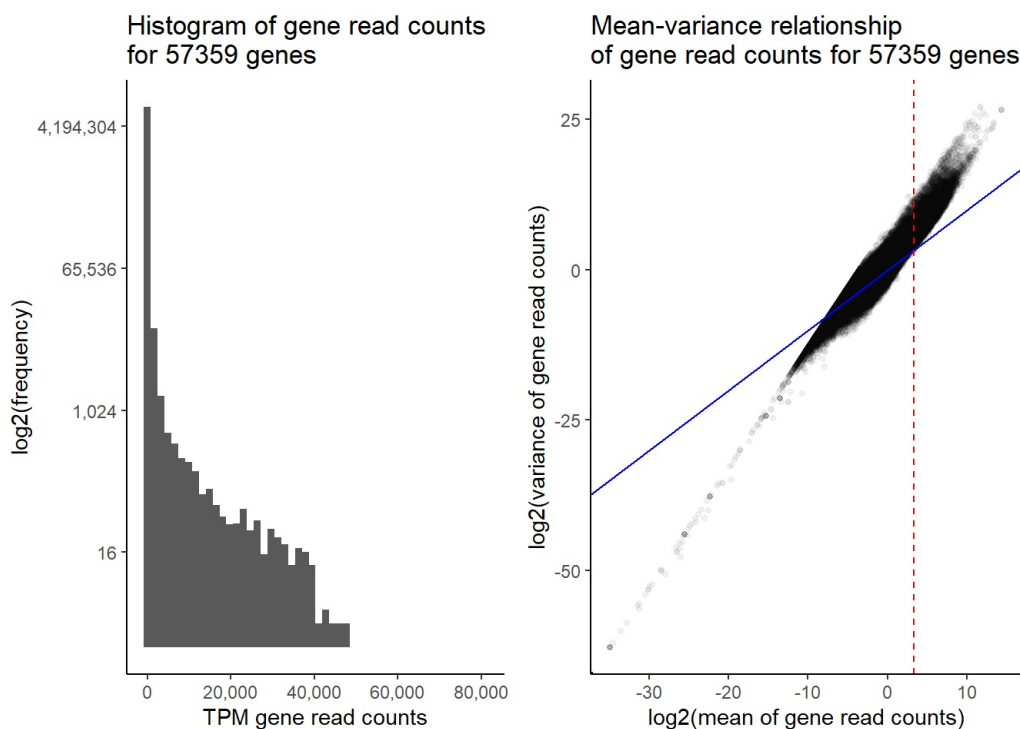 Histogram of gene read counts
for 57359 genes
log2(frequency)
4,194,304
65,536
1,024
16
0
20,000
40,000
60,000
80,000
TPM gene read counts
Mean-variance relationship
of gene read counts for 57359 genes
log2(variance of gene read counts)
25
0
-25
-50
-30
-20
-10
0
10
log2(mean of gene read counts)